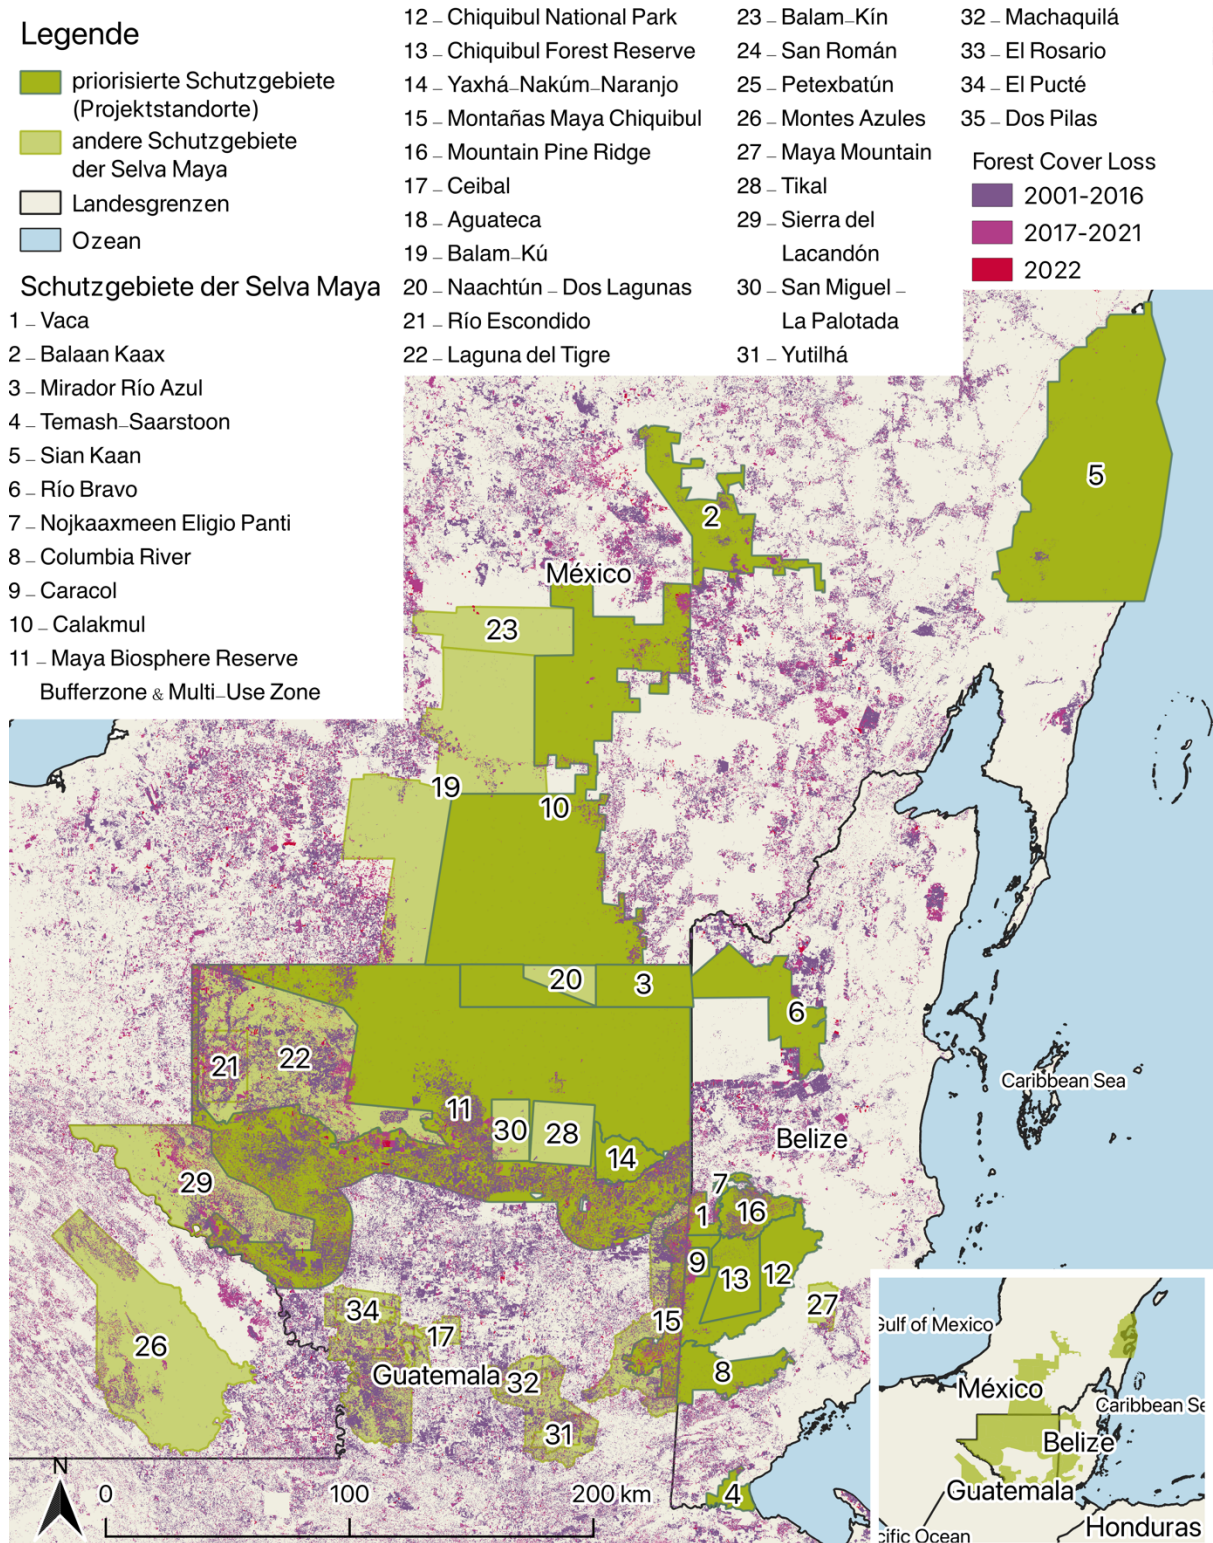 Legende
priorisierte Schutzgebiete
(Projektstandorte)
andere Schutzgebiete
der Selva Maya
Landesgrenzen
Ozean
Schutzgebiete der Selva Maya
1 – Vaca
2 – Balaan Kaax
3 – Mirador Río Azul
4 – Temash–Saarstoon
5 – Sian Kaan
6 – Río Bravo
7 – Nojkaaxmeen Eligio Panti
8 – Columbia River
9 – Caracol
10 – Calakmul
11 – Maya Biosphere Reserve
Bufferzone & Multi–Use Zone
12 – Chiquibul National Park
13 – Chiquibul Forest Reserve
14 – Yaxhá–Nakúm–Naranjo
15 – Montañas Maya Chiquibul
16 – Mountain Pine Ridge
17 – Ceibal
18 – Aguateca
19 – Balam–Kú
20 – Naachtún – Dos Lagunas
21 – Río Escondido
22 – Laguna del Tigre
23 – Balam–Kín
24 – San Román
25 – Petexbatún
26 – Montes Azules
27 – Maya Mountain
28 – Tikal
29 – Sierra del
Lacandón
30 – San Miguel –
La Palotada
31 – Yutilhá
32 – Machaquilá
33 – El Rosario
34 – El Pucté
35 – Dos Pilas
Forest Cover Loss
2001-2016
2017-2021
2022
5
2
México
23
19
10
20
3
6
21
22
Caribbean Sea
11
30
28
14
Belize
29
7
1
16
9
13
12
27
15
34
17
26
Guatemala
32
8
31
4
N
0
100
200 km
Gulf of Mexico
México
Caribbean Se
Belize
Guatemala
cific Ocean
Honduras